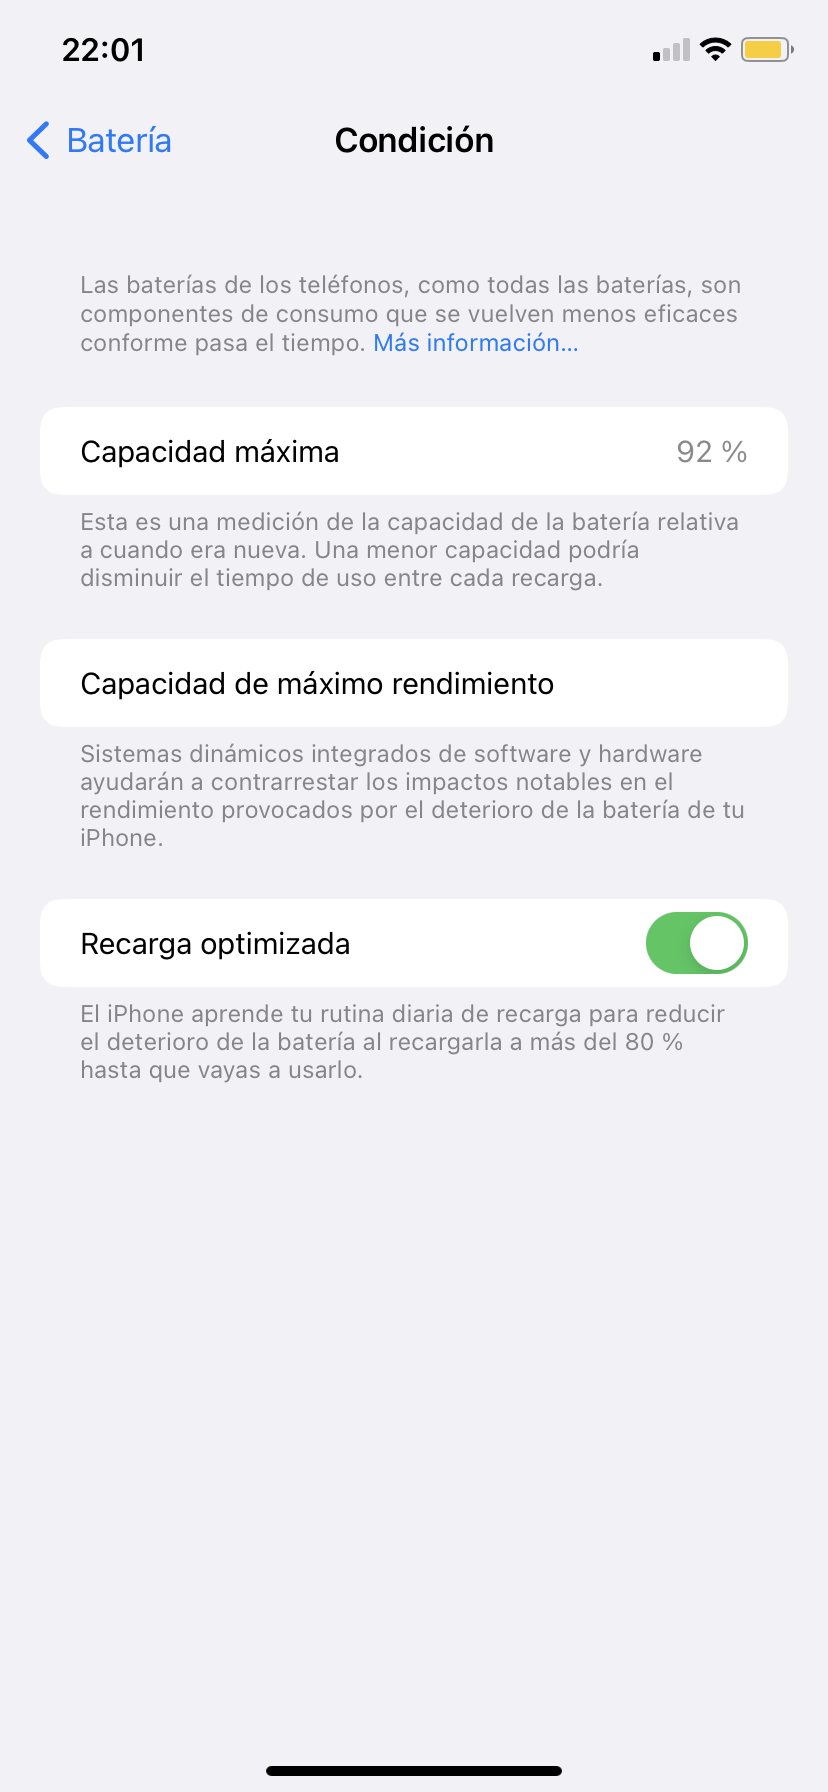 22:01
Batería
Condición
Las baterías de los teléfonos, como todas las baterías, son
componentes de consumo que se vuelven menos eficaces
conforme pasa el tiempo. Más información...
Capacidad máxima 92 %
Esta es una medición de la capacidad de la batería relativa
a cuando era nueva. Una menor capacidad podría
disminuir el tiempo de uso entre cada recarga.
Capacidad de máximo rendimiento
Sistemas dinámicos integrados de software y hardware
ayudarán a contrarrestar los impactos notables en el
rendimiento provocados por el deterioro de la batería de tu
iPhone.
Recarga optimizada
El iPhone aprende tu rutina diaria de recarga para reducir
el deterioro de la batería al recargarla a más del 80 %
hasta que vayas a usarlo.